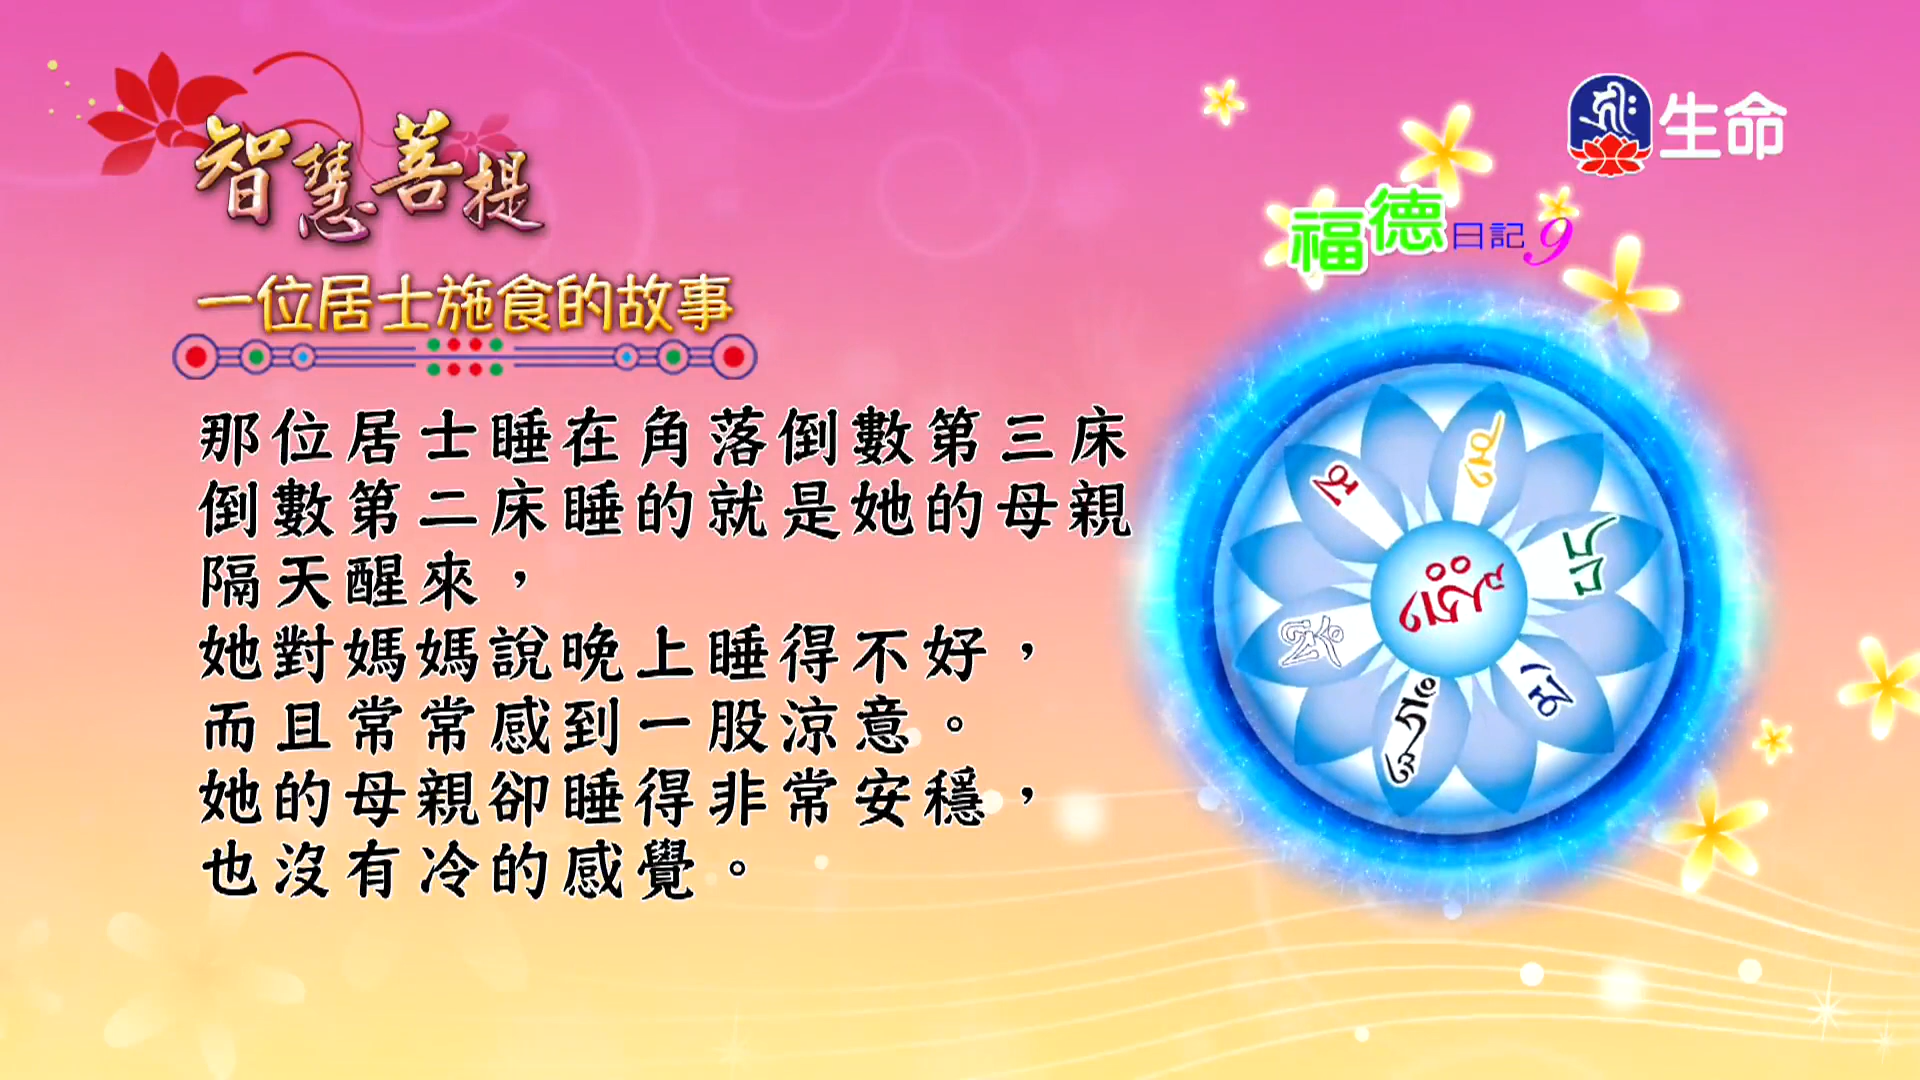 智慧菩提
生命
福德日記9
一位居士施食的故事
那位居士睡在角落倒數第三床
倒數第二床睡的就是她的母親
隔天醒來，
她對媽媽說晚上睡得不好，
而且常常感到一股涼意。
她的母親卻睡得非常安穩，
也沒有冷的感覺。